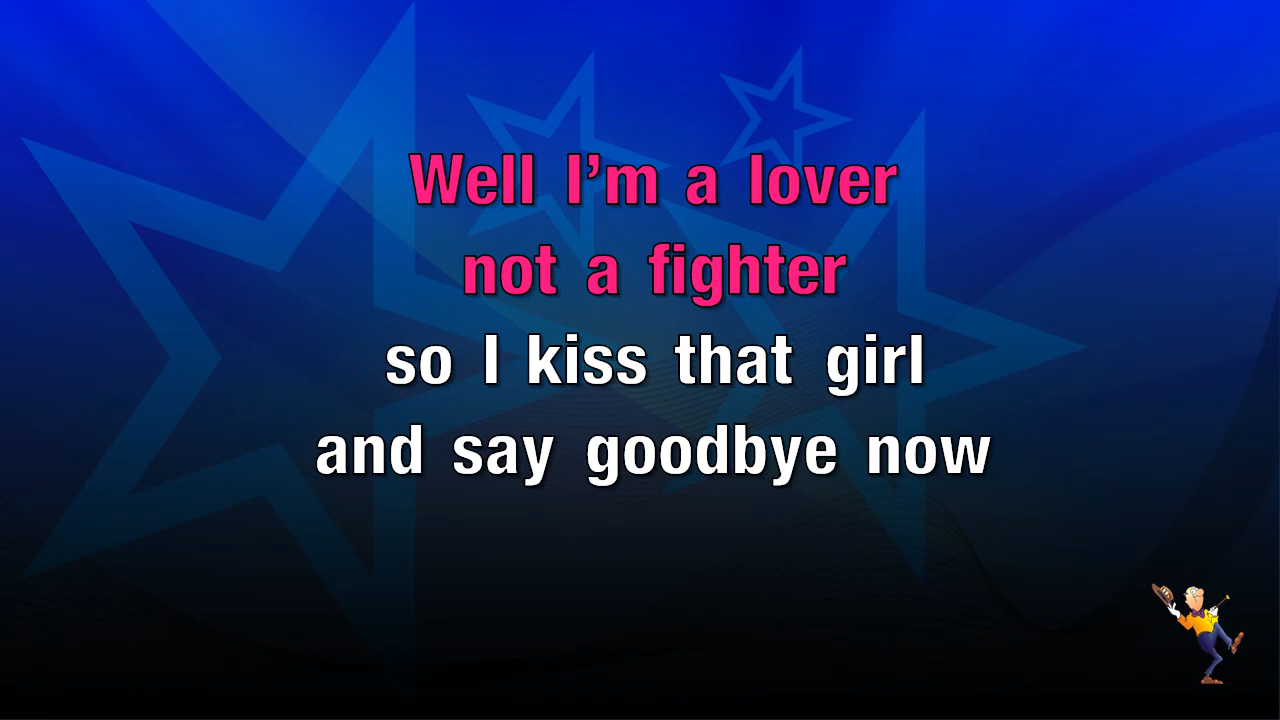 Well I’m a lover
not a fighter
so I kiss that girl
and say goodbye now